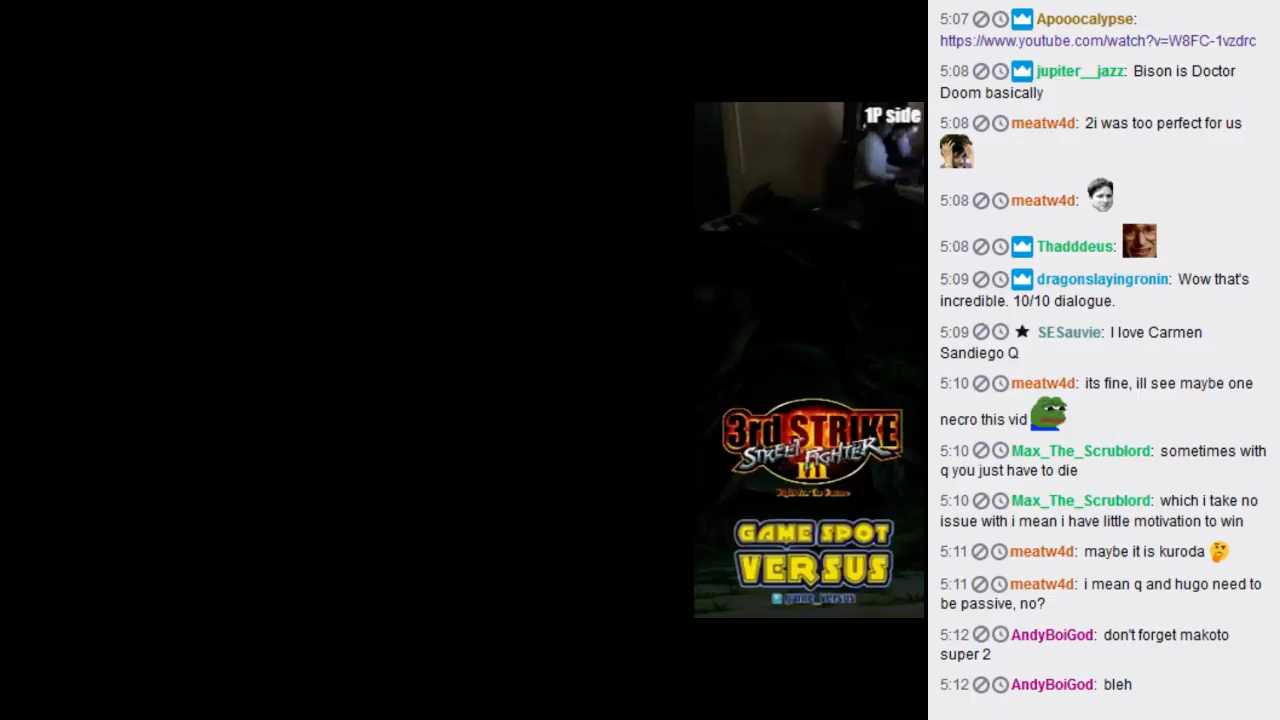 1P side
3rd STRIKE
STREET FIGHTER
III
Fight for the Future
GAME SPOT
VERSUS
game_versus
5:07 Apooocalypse:
https://www.youtube.com/watch?v=W8FC-1vzdrc
5:08 jupiter__jazz: Bison is Doctor
Doom basically
5:08 meatw4d: 2i was too perfect for us
5:08 meatw4d:
5:08 Thadddeus:
5:09 dragonslayingronin: Wow that's
incredible. 10/10 dialogue.
5:09 SESauvie: I love Carmen
Sandiego Q
5:10 meatw4d: its fine, ill see maybe one
necro this vid
5:10 Max_The_Scrublord: sometimes with
q you just have to die
5:10 Max_The_Scrublord: which i take no
issue with i mean i have little motivation to win
5:11 meatw4d: maybe it is kuroda
5:11 meatw4d: i mean q and hugo need to
be passive, no?
5:12 AndyBoiGod: don't forget makoto
super 2
5:12 AndyBoiGod: bleh